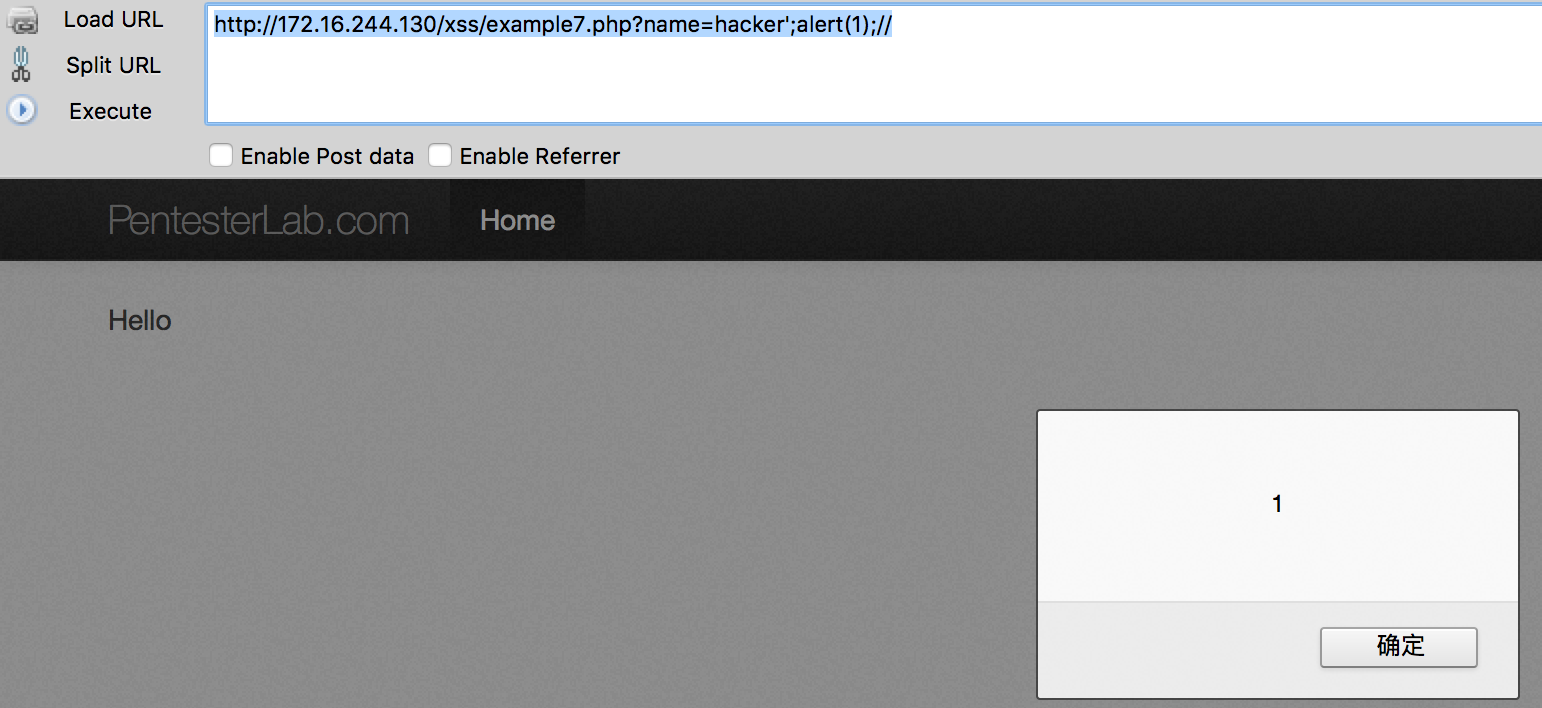 Load URL
http://172.16.244.130/xss/example7.php?name=hacker';alert(1);//
Split URL
Execute
Enable Post data Enable Referrer
PentesterLab.com Home
Hello
1
确定